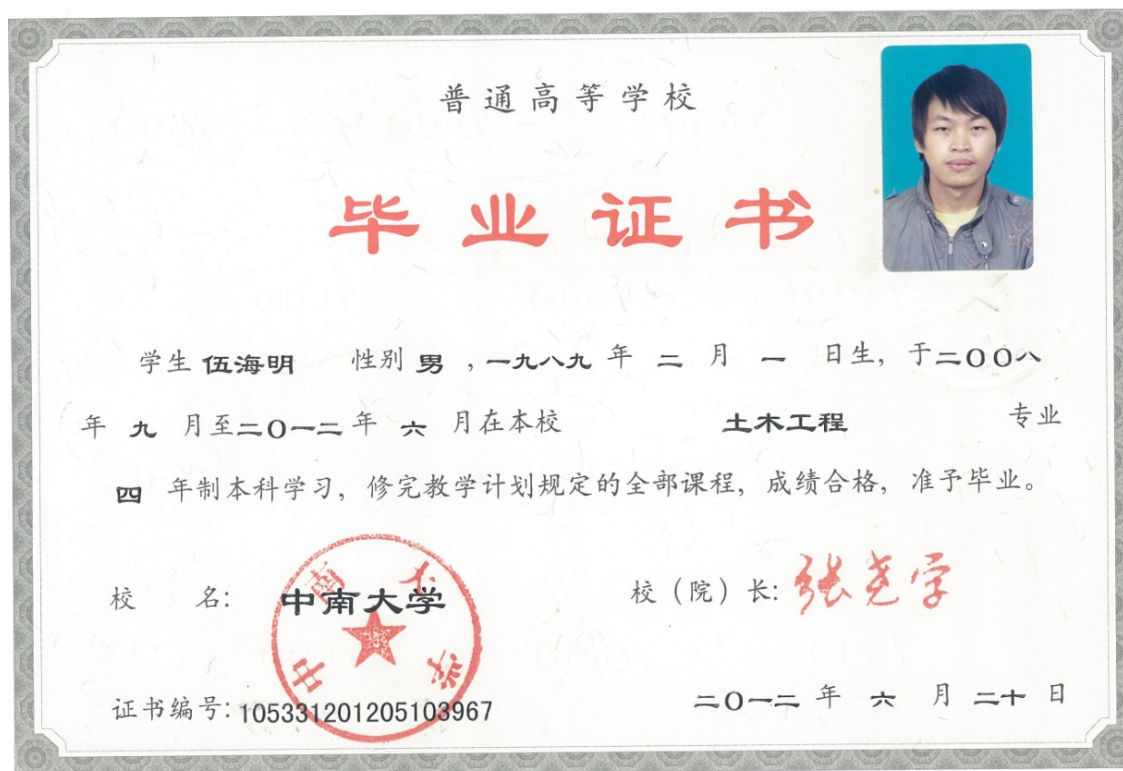 普通高等学校
毕业证书
学生 伍海明 性别 男 ，一九八九 年 二 月 一 日生，于二〇〇八
年 九 月至二〇一二年 六 月在本校 土木工程 专业
四 年制本科学习，修完教学计划规定的全部课程，成绩合格，准予毕业。
校 名： 中南大学 校（院）长： 张尧学
中南大学
证书编号：105331201205103967 二〇一二 年 六 月 二十 日